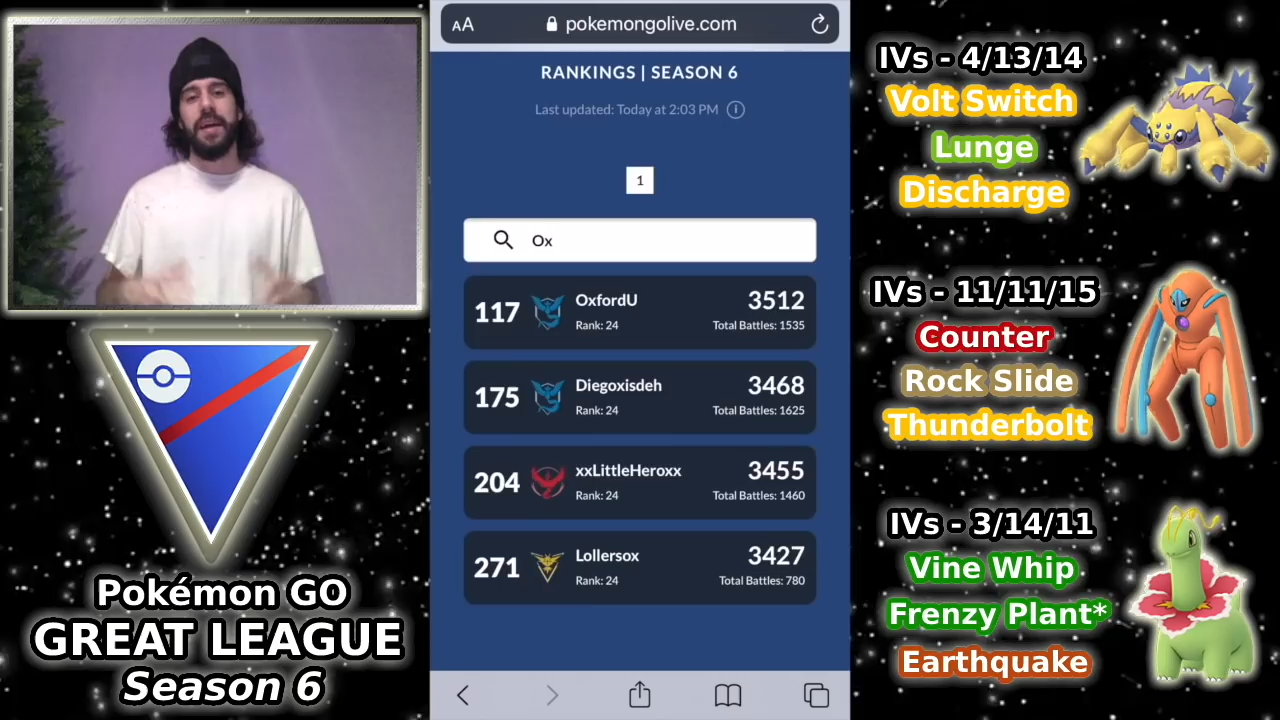 AA pokemongolive.com
RANKINGS | SEASON 6
Last updated: Today at 2:03 PM
1
Ox
117 OxfordU 3512
Rank: 24 Total Battles: 1535
175 Diegoxisdeh 3468
Rank: 24 Total Battles: 1625
204 xxLittleHeroxx 3455
Rank: 24 Total Battles: 1460
271 Lollersox 3427
Rank: 24 Total Battles: 780
Pokémon GO
GREAT LEAGUE
Season 6
IVs - 4/13/14
Volt Switch
Lunge
Discharge
IVs - 11/11/15
Counter
Rock Slide
Thunderbolt
IVs - 3/14/11
Vine Whip
Frenzy Plant*
Earthquake